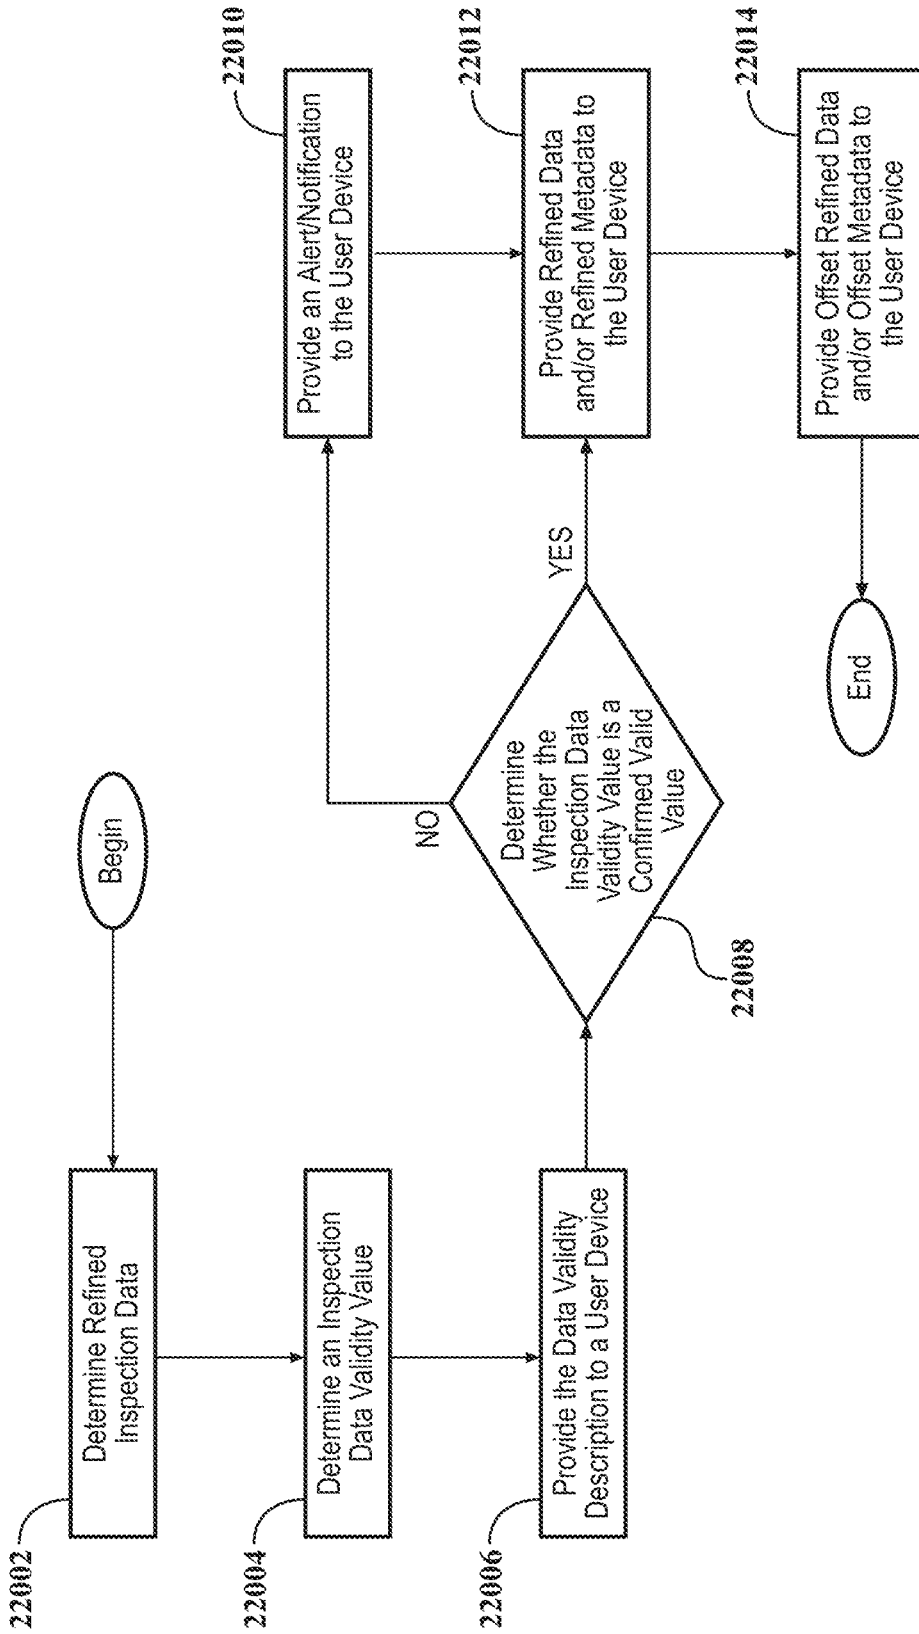 Begin
22002
Determine Refined
Inspection Data
22004
Determine an Inspection
Data Validity Value
22006
Provide the Data Validity
Description to a User Device
22008
Determine
Whether the
Inspection Data
Validity Value is a
Confirmed Valid
Value
NO
YES
22010
Provide an Alert/Notification
to the User Device
22012
Provide Refined Data
and/or Refined Metadata to
the User Device
22014
Provide Offset Refined Data
and/or Offset Metadata to
the User Device
End